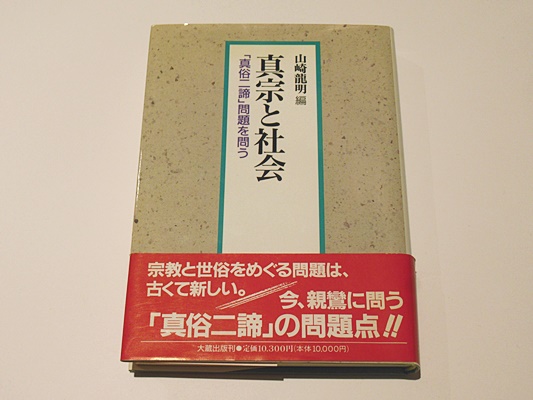 山崎龍明 編
真宗と社会
「真俗二諦」問題を問う
宗教と世俗をめぐる問題は、
古くて新しい。
今、親鸞に問う
「真俗二諦」の問題点!!
大蔵出版刊●定価10,300円(本体10,000円)